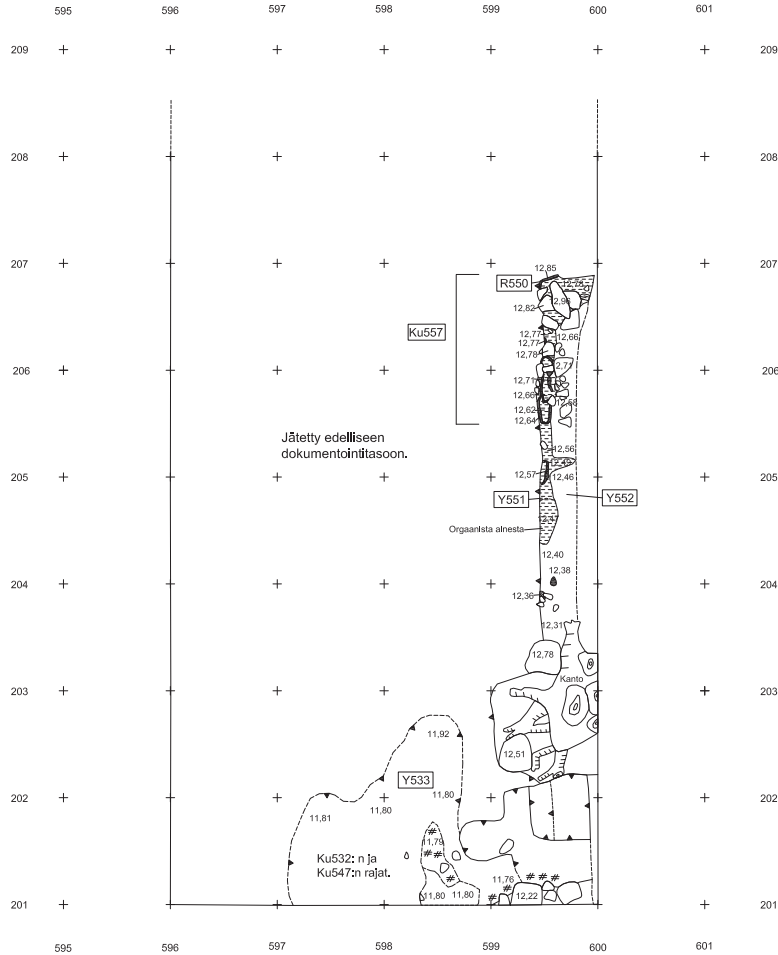 595 596 597 598 599 600 601
209 209
208 208
207 207
12,85
R550
12,98
12,82
Ku557
12,77 12,66
12,77
12,78
12,71
206 206
12,71
12,66 12,58
12,62
12,64
Jätetty edelliseen
dokumentointitasoon.
12,56
205 12,57 12,46 205
Y551 Y552
Orgaanista ainesta
12,40
12,38
204 204
12,36
12,31
12,78
Kanto
203 203
11,92
12,51
Y533
202 11,80 202
11,80
11,81
11,79
Ku532: n ja
Ku547:n rajat.
11,76
11,80 11,80 12,22
201 201
595 596 597 598 599 600 601